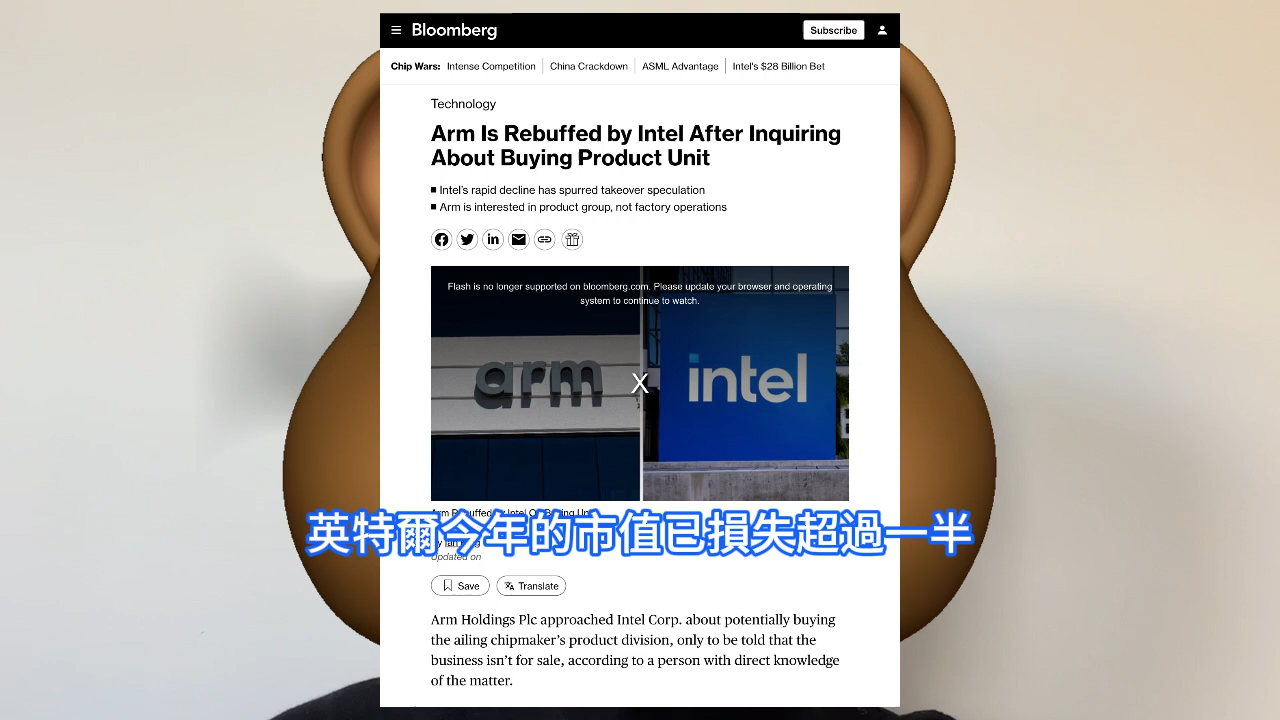 Bloomberg
Subscribe
Chip Wars: Intense Competition China Crackdown ASML Advantage Intel's $28 Billion Bet
Technology
Arm Is Rebuffed by Intel After Inquiring
About Buying Product Unit
Intel's rapid decline has spurred takeover speculation
Arm is interested in product group, not factory operations
Flash is no longer supported on bloomberg.com. Please update your browser and operating
system to continue to watch.
arm
X
intel
英特爾今年的市值已損失超過一半
Updated on
Save
Translate
Arm Holdings Plc approached Intel Corp. about potentially buying
the ailing chipmaker's product division, only to be told that the
business isn't for sale, according to a person with direct knowledge
of the matter.